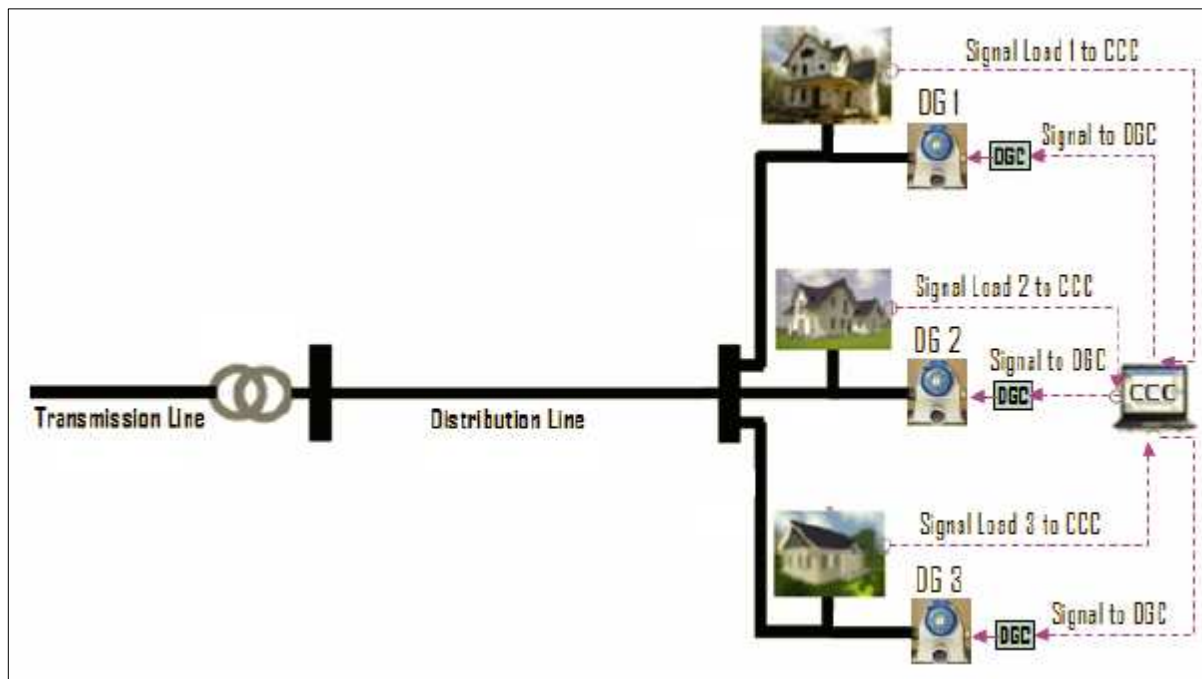 Signal Load 1 to CCC
DG 1
Signal to DGC
DGC
Signal Load 2 to CCC
DG 2
Signal to DGC
DGC
CCC
Transmission Line
Distribution Line
Signal Load 3 to CCC
DG 3
Signal to DGC
DGC